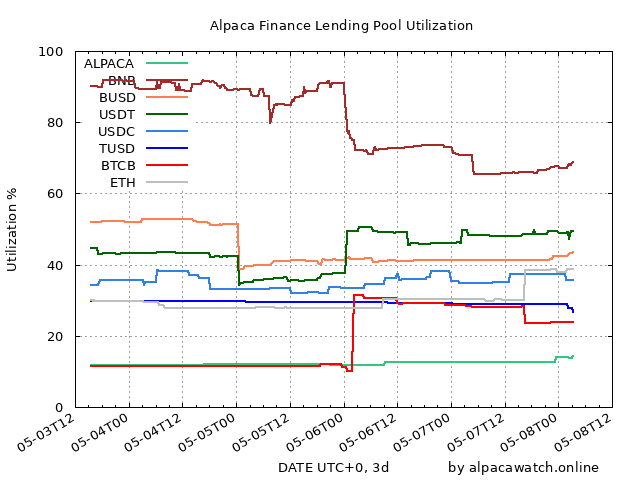 Alpaca Finance Lending Pool Utilization
100
80
60
40
20
0
Utilization %
ALPACA
BNB
BUSD
USDT
USDC
TUSD
BTCB
ETH
05-03T12
05-04T00
05-04T12
05-05T00
05-05T12
05-06T00
05-06T12
05-07T00
05-07T12
05-08T00
05-08T12
DATE UTC+0, 3d
by alpacawatch.online